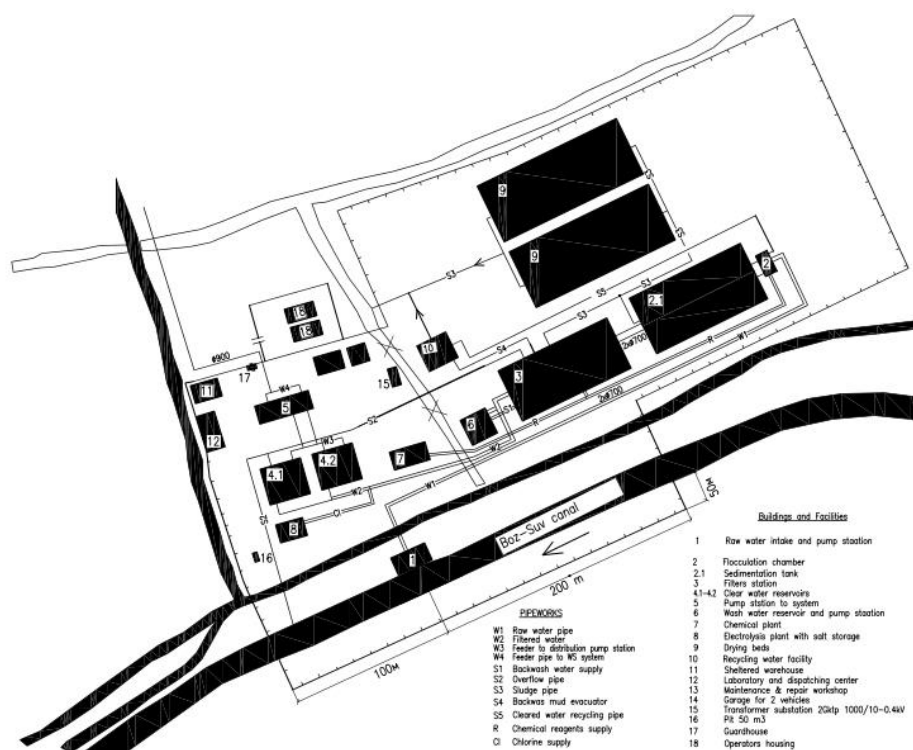 9
S2
9
S1
S3
2
S5
S3
2.1
18
S3
18
10
S4
2xø700
R
W1
ø900
17
15
3
11
W4
2xø700
5
S1
S2
6
R
12
W3
W2
4.2
7
4.1
W2
W1
S1
Cl
8
50м
Boz-Suv canal
16
1
200 m
100м
PIPEWORKS
W1 Raw water pipe
W2 Filtered water
W3 Feeder to distribution pump station
W4 Feeder pipe to WS system
S1 Backwash water supply
S2 Overflow pipe
S3 Sludge pipe
S4 Backwas mud evacuator
S5 Cleared water recycling pipe
R Chemical reagents supply
Cl Chlorine supply
Buildings and Facilities
1 Raw water intake and pump staation
2 Flocculation chamber
2.1 Sedimentation tank
3 Filters station
4.1-4.2 Clear water reservoirs
5 Pump station to system
6 Wash water reservoir and pump staation
7 Chemical plant
8 Electrolysis plant with salt storage
9 Drying beds
10 Recycling water facility
11 Sheltered warehouse
12 Laboratory and dispatching center
13 Maintenance & repair workshop
14 Garage for 2 vehicles
15 Transformer substation 2Gktp 1000/10-0.4kV
16 Pit 50 m3
17 Guardhouse
18 Operators housing